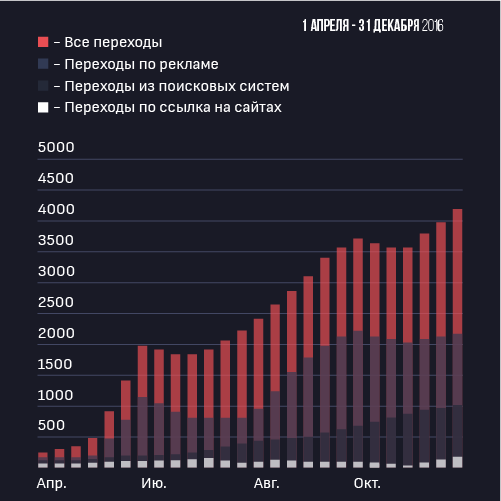 1 АПРЕЛЯ - 31 ДЕКАБРЯ 2016
– Все переходы
– Переходы по рекламе
– Переходы из поисковых систем
– Переходы по ссылка на сайтах
5000
4500
4000
3500
3000
2500
2000
1500
1000
500
Апр. Ию. Авг. Окт.